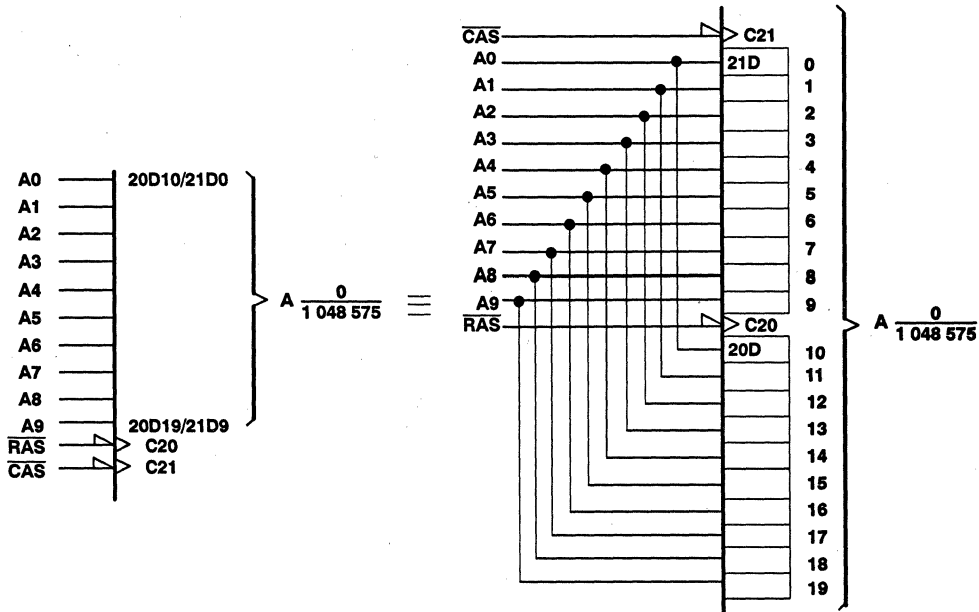 A0 20D10/21D0
A1
A2
A3
A4
A5
A6
A7
A8
A9 20D19/21D9
RAS C20
CAS C21
A 0
1 048 575
≡
CAS C21
A0 21D 0
A1 1
A2 2
A3 3
A4 4
A5 5
A6 6
A7 7
A8 8
A9 9
RAS C20
20D 10
11
12
13
14
15
16
17
18
19
A 0
1 048 575